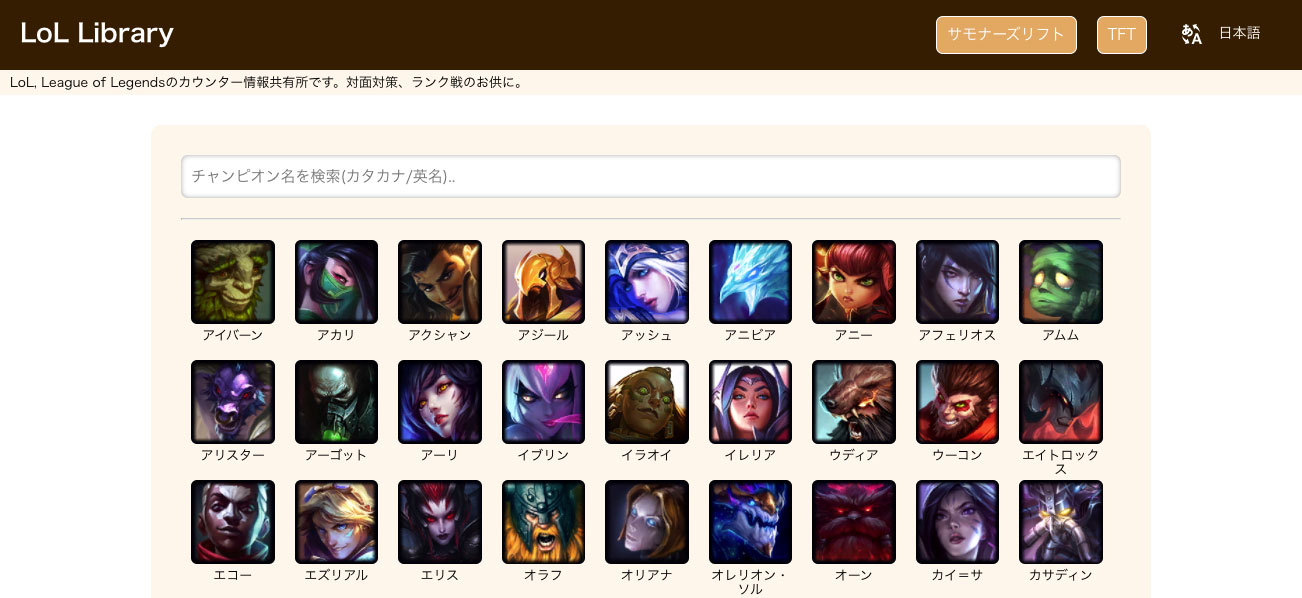 LoL Library
サモナーズリフト
TFT
あA
日本語
LoL, League of Legendsのカウンター情報共有所です。対面対策、ランク戦のお供に。
チャンピオン名を検索(カタカナ/英名)..
アイバーン
アカリ
アクシャン
アジール
アッシュ
アニビア
アニー
アフェリオス
アムム
アリスター
アーゴット
アーリ
イブリン
イラオイ
イレリア
ウディア
ウーコン
エイトロック
ス
エコー
エズリアル
エリス
オラフ
オリアナ
オレリオン・
ソル
オーン
カイ＝サ
カサディン